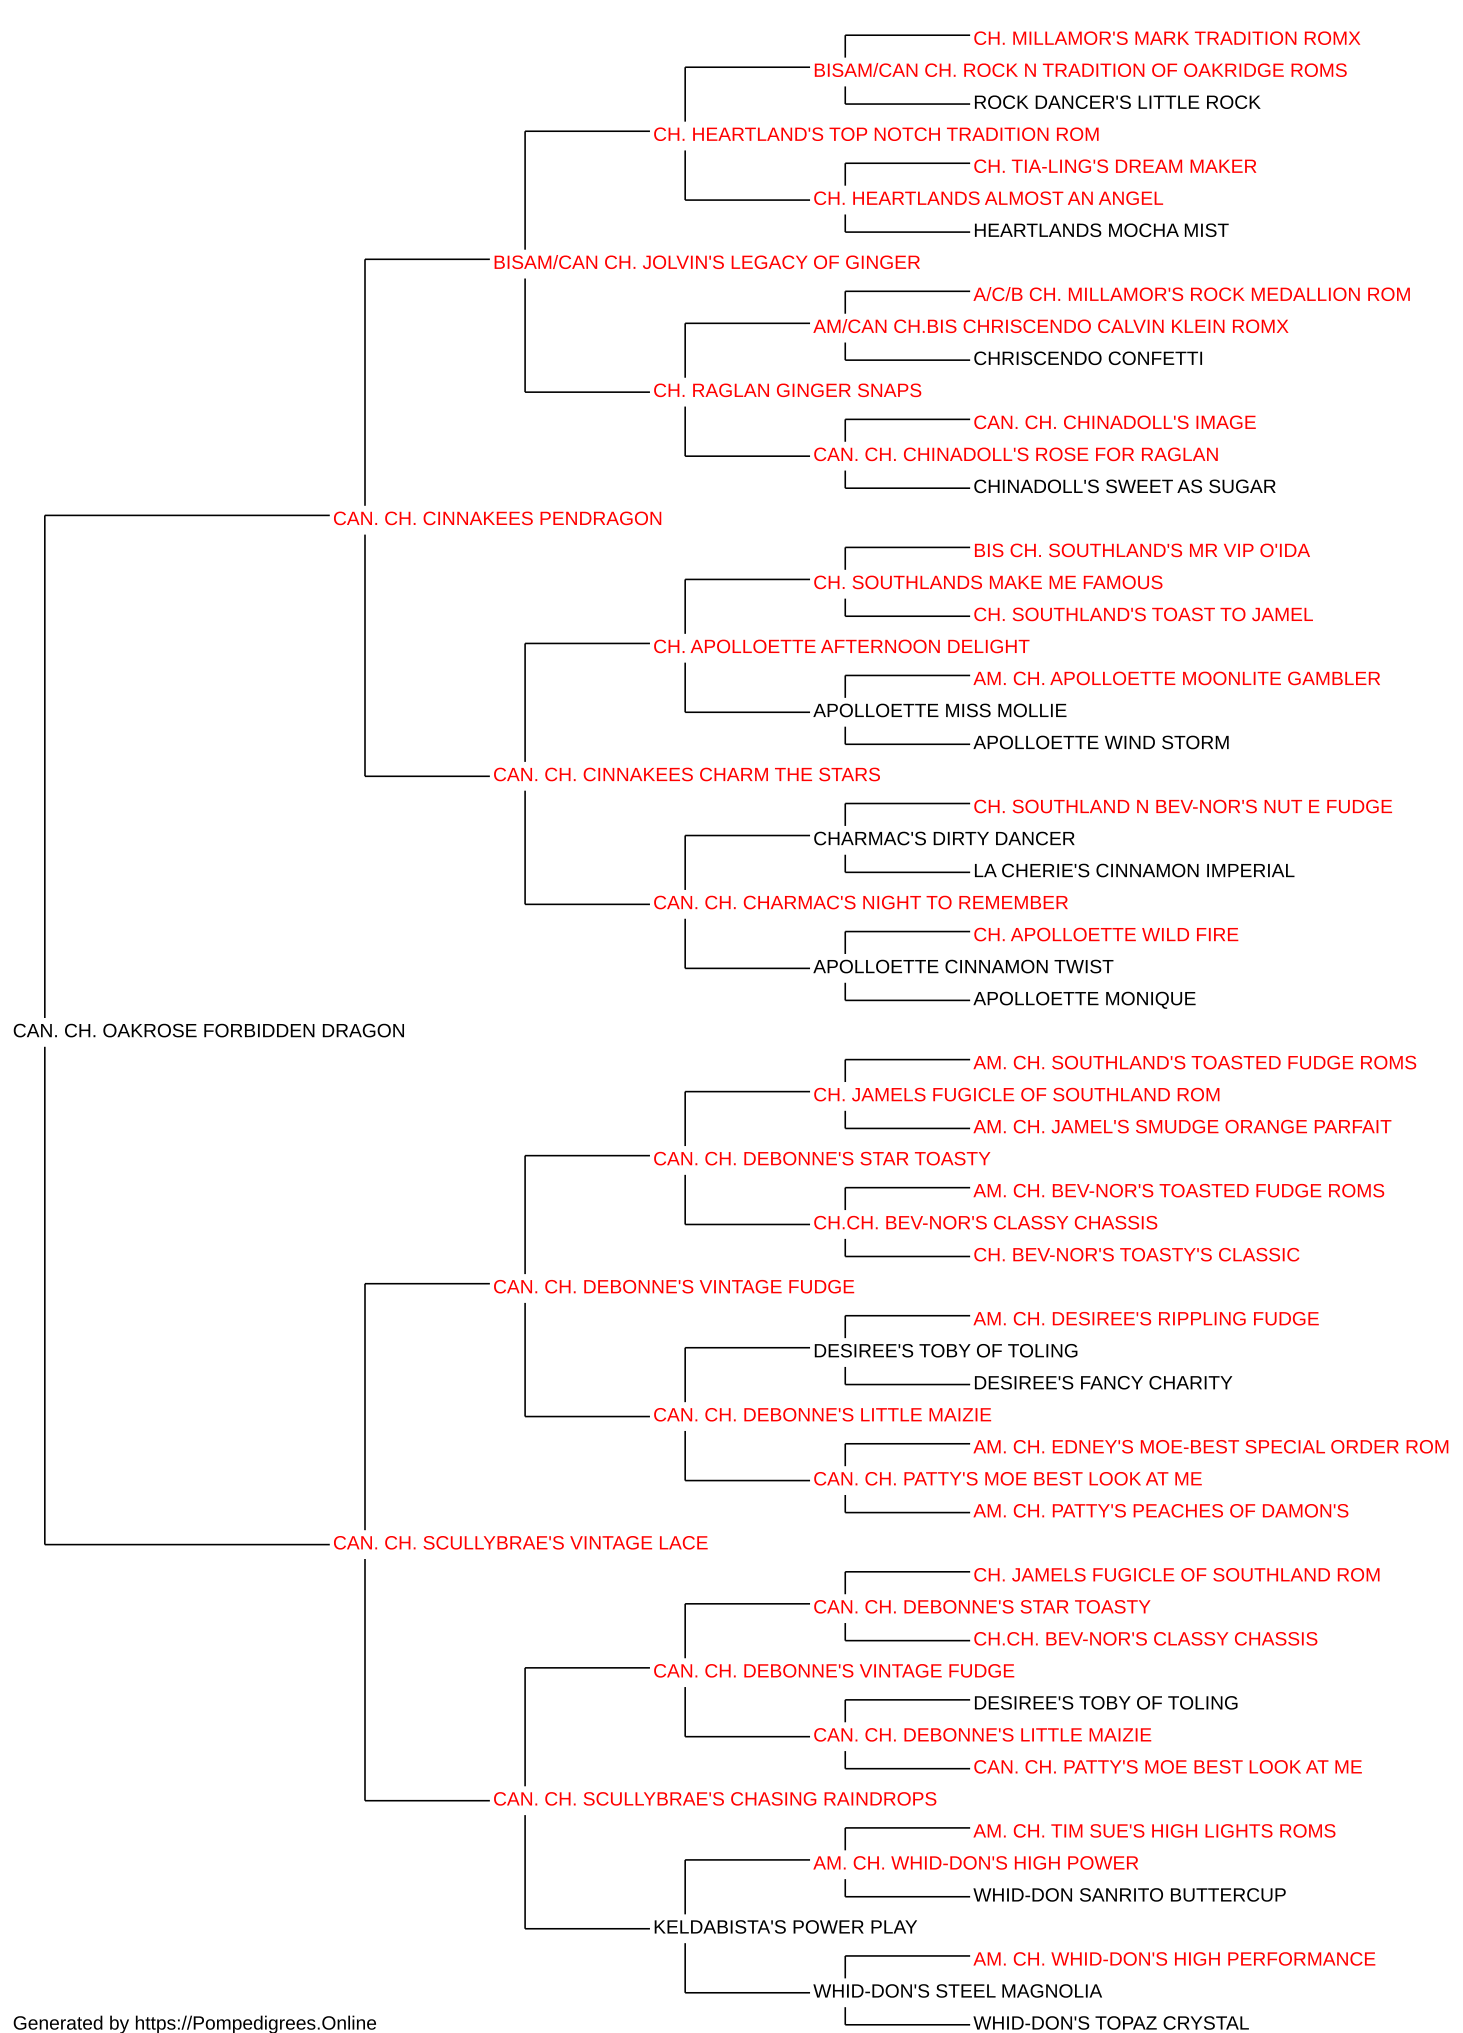 CH. MILLAMOR'S MARK TRADITION ROMX
BISAM/CAN CH. ROCK N TRADITION OF OAKRIDGE ROMS
ROCK DANCER'S LITTLE ROCK
CH. HEARTLAND'S TOP NOTCH TRADITION ROM
CH. TIA-LING'S DREAM MAKER
CH. HEARTLANDS ALMOST AN ANGEL
HEARTLANDS MOCHA MIST
BISAM/CAN CH. JOLVIN'S LEGACY OF GINGER
A/C/B CH. MILLAMOR'S ROCK MEDALLION ROM
AM/CAN CH.BIS CHRISCENDO CALVIN KLEIN ROMX
CHRISCENDO CONFETTI
CH. RAGLAN GINGER SNAPS
CAN. CH. CHINADOLL'S IMAGE
CAN. CH. CHINADOLL'S ROSE FOR RAGLAN
CHINADOLL'S SWEET AS SUGAR
CAN. CH. CINNAKEES PENDRAGON
BIS CH. SOUTHLAND'S MR VIP O'IDA
CH. SOUTHLANDS MAKE ME FAMOUS
CH. SOUTHLAND'S TOAST TO JAMEL
CH. APOLLOETTE AFTERNOON DELIGHT
AM. CH. APOLLOETTE MOONLITE GAMBLER
APOLLOETTE MISS MOLLIE
APOLLOETTE WIND STORM
CAN. CH. CINNAKEES CHARM THE STARS
CH. SOUTHLAND N BEV-NOR'S NUT E FUDGE
CHARMAC'S DIRTY DANCER
LA CHERIE'S CINNAMON IMPERIAL
CAN. CH. CHARMAC'S NIGHT TO REMEMBER
CH. APOLLOETTE WILD FIRE
APOLLOETTE CINNAMON TWIST
APOLLOETTE MONIQUE
CAN. CH. OAKROSE FORBIDDEN DRAGON
AM. CH. SOUTHLAND'S TOASTED FUDGE ROMS
CH. JAMELS FUGICLE OF SOUTHLAND ROM
AM. CH. JAMEL'S SMUDGE ORANGE PARFAIT
CAN. CH. DEBONNE'S STAR TOASTY
AM. CH. BEV-NOR'S TOASTED FUDGE ROMS
CH.CH. BEV-NOR'S CLASSY CHASSIS
CH. BEV-NOR'S TOASTY'S CLASSIC
CAN. CH. DEBONNE'S VINTAGE FUDGE
AM. CH. DESIREE'S RIPPLING FUDGE
DESIREE'S TOBY OF TOLING
DESIREE'S FANCY CHARITY
CAN. CH. DEBONNE'S LITTLE MAIZIE
AM. CH. EDNEY'S MOE-BEST SPECIAL ORDER ROM
CAN. CH. PATTY'S MOE BEST LOOK AT ME
AM. CH. PATTY'S PEACHES OF DAMON'S
CAN. CH. SCULLYBRAE'S VINTAGE LACE
CH. JAMELS FUGICLE OF SOUTHLAND ROM
CAN. CH. DEBONNE'S STAR TOASTY
CH.CH. BEV-NOR'S CLASSY CHASSIS
CAN. CH. DEBONNE'S VINTAGE FUDGE
DESIREE'S TOBY OF TOLING
CAN. CH. DEBONNE'S LITTLE MAIZIE
CAN. CH. PATTY'S MOE BEST LOOK AT ME
CAN. CH. SCULLYBRAE'S CHASING RAINDROPS
AM. CH. TIM SUE'S HIGH LIGHTS ROMS
AM. CH. WHID-DON'S HIGH POWER
WHID-DON SANRITO BUTTERCUP
KELDABISTA'S POWER PLAY
AM. CH. WHID-DON'S HIGH PERFORMANCE
WHID-DON'S STEEL MAGNOLIA
WHID-DON'S TOPAZ CRYSTAL
Generated by https://Pompedigrees.Online